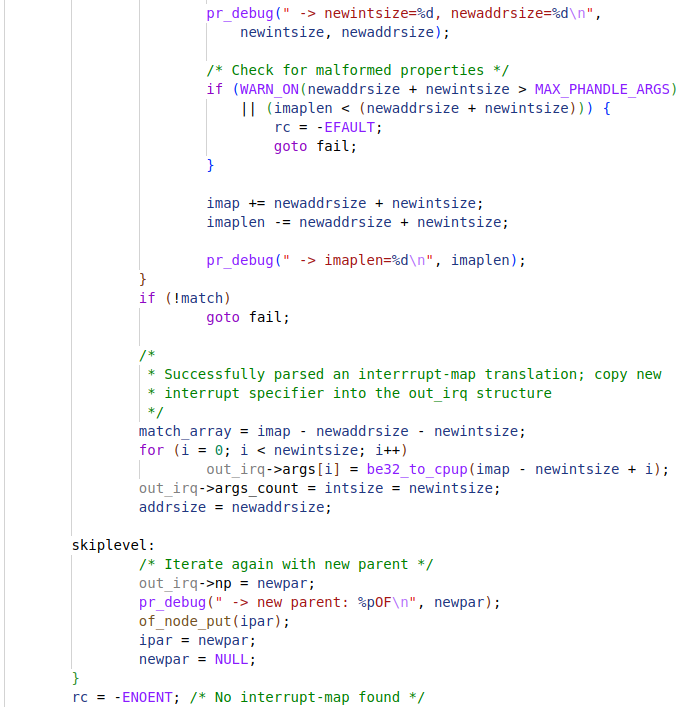 pr_debug(" -> newintsize=%d, newaddrsize=%d\n",
newintsize, newaddrsize);
/* Check for malformed properties */
if (WARN_ON(newaddrsize + newintsize > MAX_PHANDLE_ARGS)
|| (imaplen < (newaddrsize + newintsize))) {
rc = -EFAULT;
goto fail;
}
imap += newaddrsize + newintsize;
imaplen -= newaddrsize + newintsize;
pr_debug(" -> imaplen=%d\n", imaplen);
}
if (!match)
goto fail;
/*
* Successfully parsed an interrrupt-map translation; copy new
* interrupt specifier into the out_irq structure
*/
match_array = imap - newaddrsize - newintsize;
for (i = 0; i < newintsize; i++)
out_irq->args[i] = be32_to_cpup(imap - newintsize + i);
out_irq->args_count = intsize = newintsize;
addrsize = newaddrsize;
skiplevel:
/* Iterate again with new parent */
out_irq->np = newpar;
pr_debug(" -> new parent: %pOF\n", newpar);
of_node_put(ipar);
ipar = newpar;
newpar = NULL;
}
rc = -ENOENT; /* No interrupt-map found */